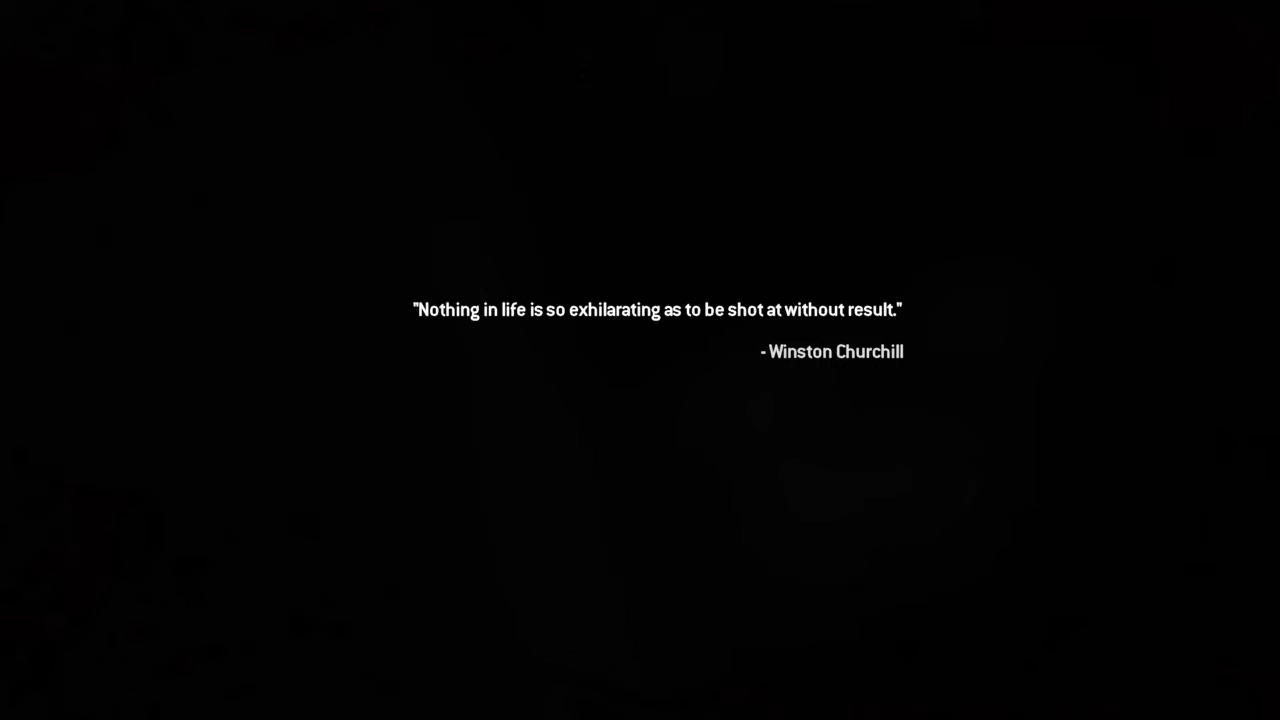 "Nothing in life is so exhilarating as to be shot at without result."
- Winston Churchill